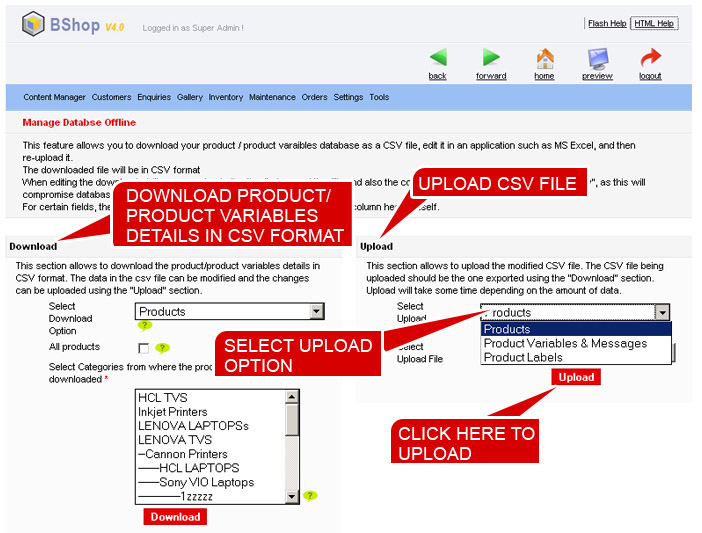 BShop V4.0 Logged in as Super Admin !
Flash Help HTML Help
back forward home preview logout
Content Manager Customers Enquiries Gallery Inventory Maintenance Orders Settings Tools
Manage Databse Offline
This feature allows you to download your product / product varaibles database as a CSV file, edit it in an application such as MS Excel, and then
re-upload it.
The downloaded file will be in CSV format
When editing the
compromise databas
For certain fields, the
and also the co
", as this will
column hea
self.
DOWNLOAD PRODUCT/
PRODUCT VARIABLES
DETAILS IN CSV FORMAT
UPLOAD CSV FILE
Download
This section allows to download the product/product variables details in
CSV format. The data in the csv file can be modified and the changes
can be uploaded using the "Upload" section.
Select
Download
Option
Products
?
All products
?
Select Categories from where the prod
downloaded *
HCL TVS
Inkjet Printers
LENOVA LAPTOPSs
LENOVA TVS
—Cannon Printers
——HCL LAPTOPS
——Sony VIO Laptops
———1zzzzz
?
Download
Upload
This section allows to upload the modified CSV file. The CSV file being
uploaded should be the one exported using the "Download" section.
Upload will take some time depending on the amount of data.
Select
Upload
Products
Products
Product Variables & Messages
Product Labels
Select
Upload File
Upload
SELECT UPLOAD
OPTION
CLICK HERE TO
UPLOAD